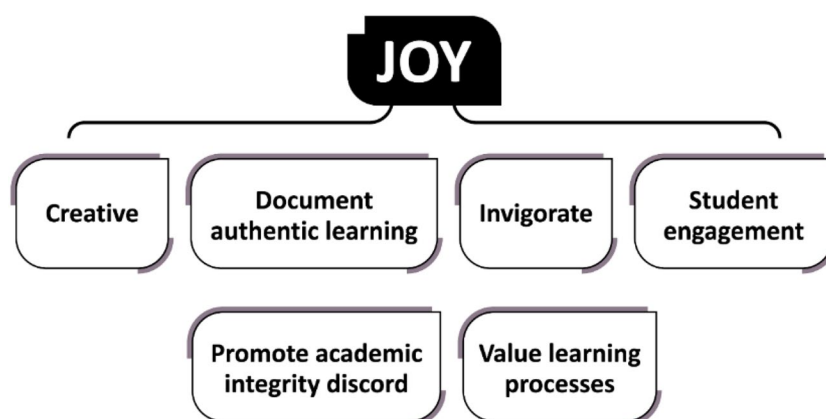 JOY
Creative
Document
authentic learning
Invigorate
Student
engagement
Promote academic
integrity discord
Value learning
processes